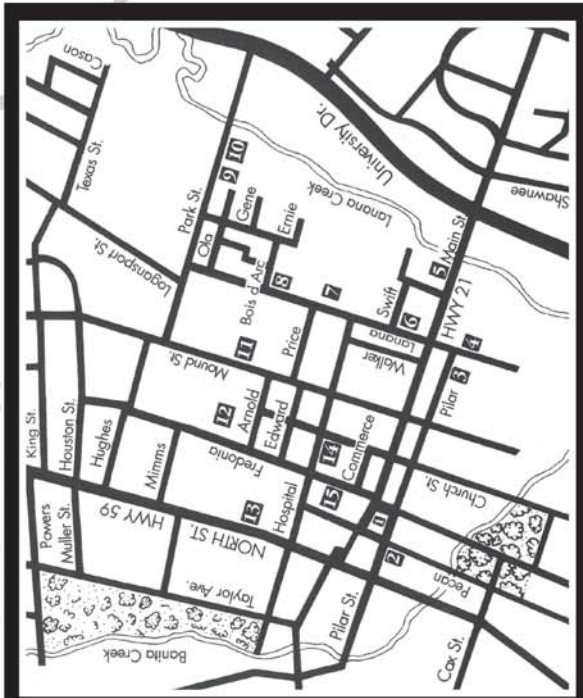 Cason
Texas St.
Park St.
9
10
Gene
Ola
Ernie
University Dr.
Lanana Creek
Shawnee
Logansport St.
Bois d Arc
8
7
Swift
5
Main St.
6
HWY 21
Lanana
4
Mound St.
11
Price
Walker
Pilar
3
King St.
Houston St.
Hughes
Mimms
12
Arnold
Edward
Fredonia
14
Commerce
Church St.
Powers
Muller St.
HWY 59
NORTH ST.
13
Hospital
15
1
2
Pecan
Taylor Ave.
Banita Creek
Pilar St.
Cox St.